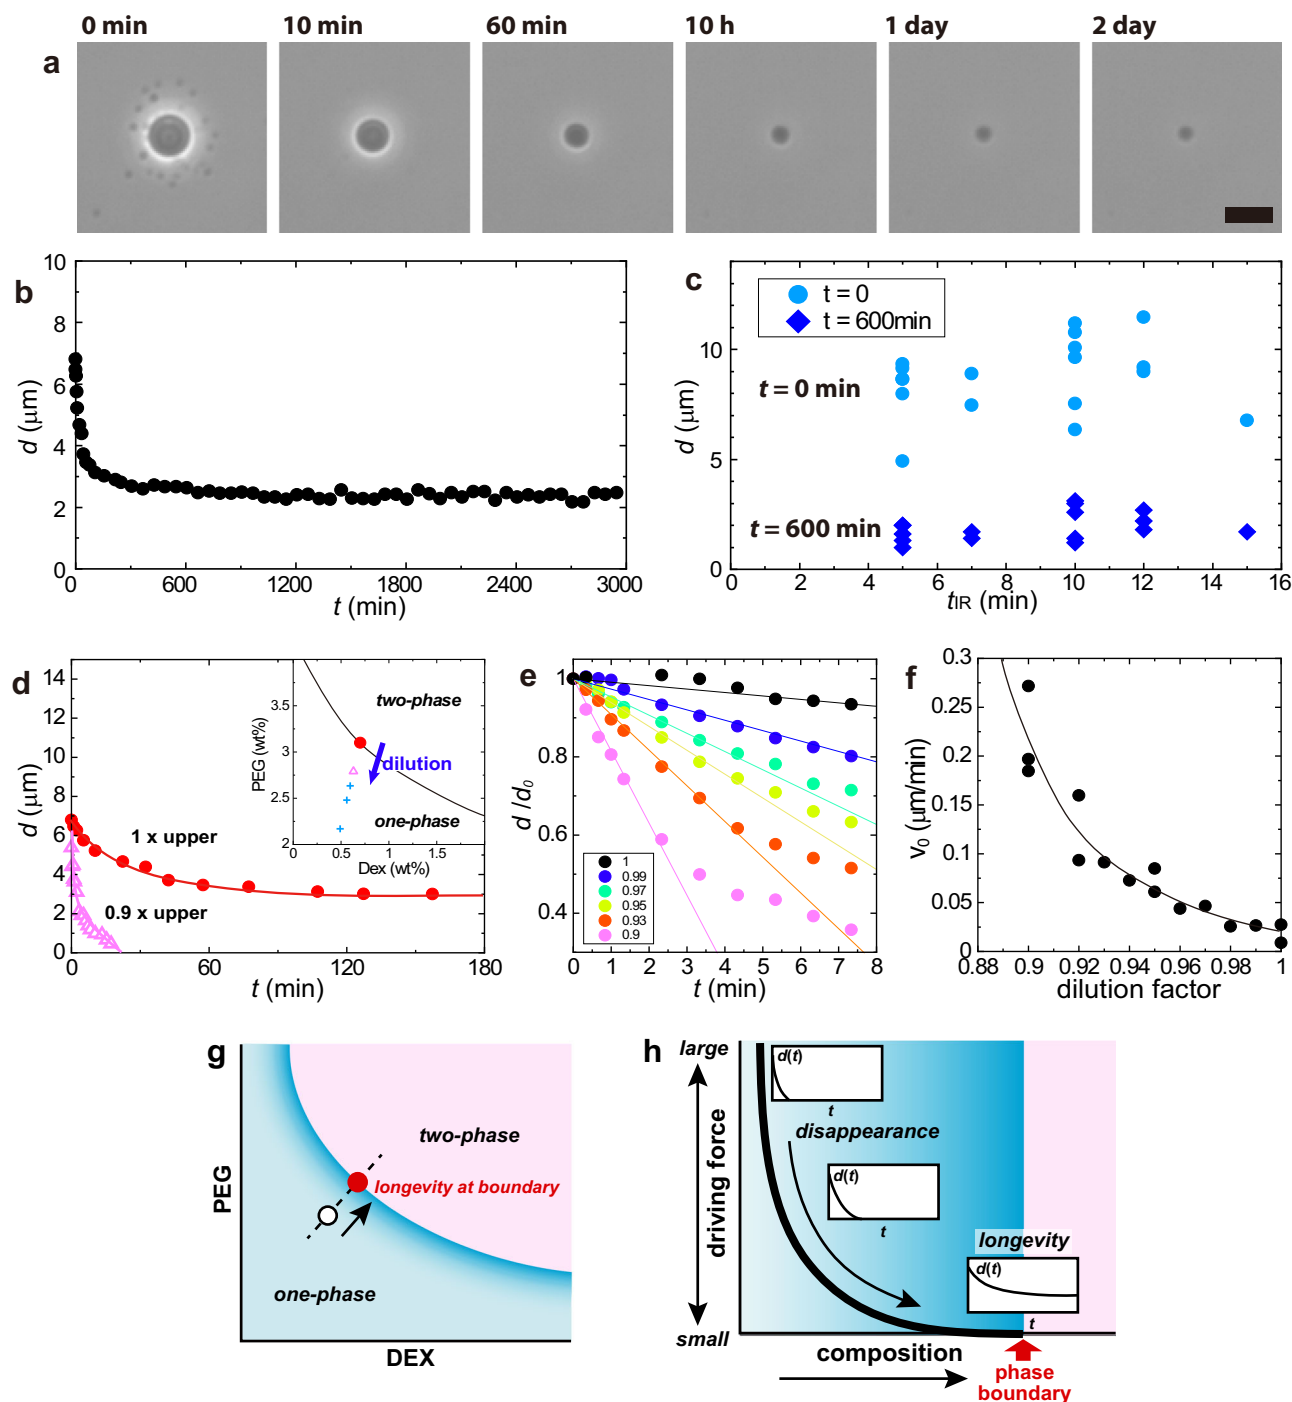 0 min 10 min 60 min 10 h 1 day 2 day
a
b
10
8
6
4
2
0
d (μm)
0 600 1200 1800 2400 3000
t (min)
c
t = 0
t = 600min
10
5
0
d (μm)
t = 0 min
t = 600 min
0 2 4 6 8 10 12 14 16
tIR (min)
d
14
12
10
8
6
4
2
0
d (μm)
1 x upper
0.9 x upper
0 60 120 180
t (min)
3.5
3
2.5
2
PEG (wt%)
two-phase
dilution
one-phase
0 0.5 1 1.5
Dex (wt%)
e
1
0.8
0.6
0.4
d /d0
1
0.99
0.97
0.95
0.93
0.9
0 1 2 3 4 5 6 7 8
t (min)
f
0.3
0.25
0.2
0.15
0.1
0.05
0
v0 (μm/min)
0.88 0.9 0.92 0.94 0.96 0.98 1
dilution factor
g
PEG
two-phase
longevity at boundary
one-phase
DEX
h
large
driving force
small
d(t)
t
disappearance
d(t)
t
longevity
d(t)
t
composition
phase
boundary